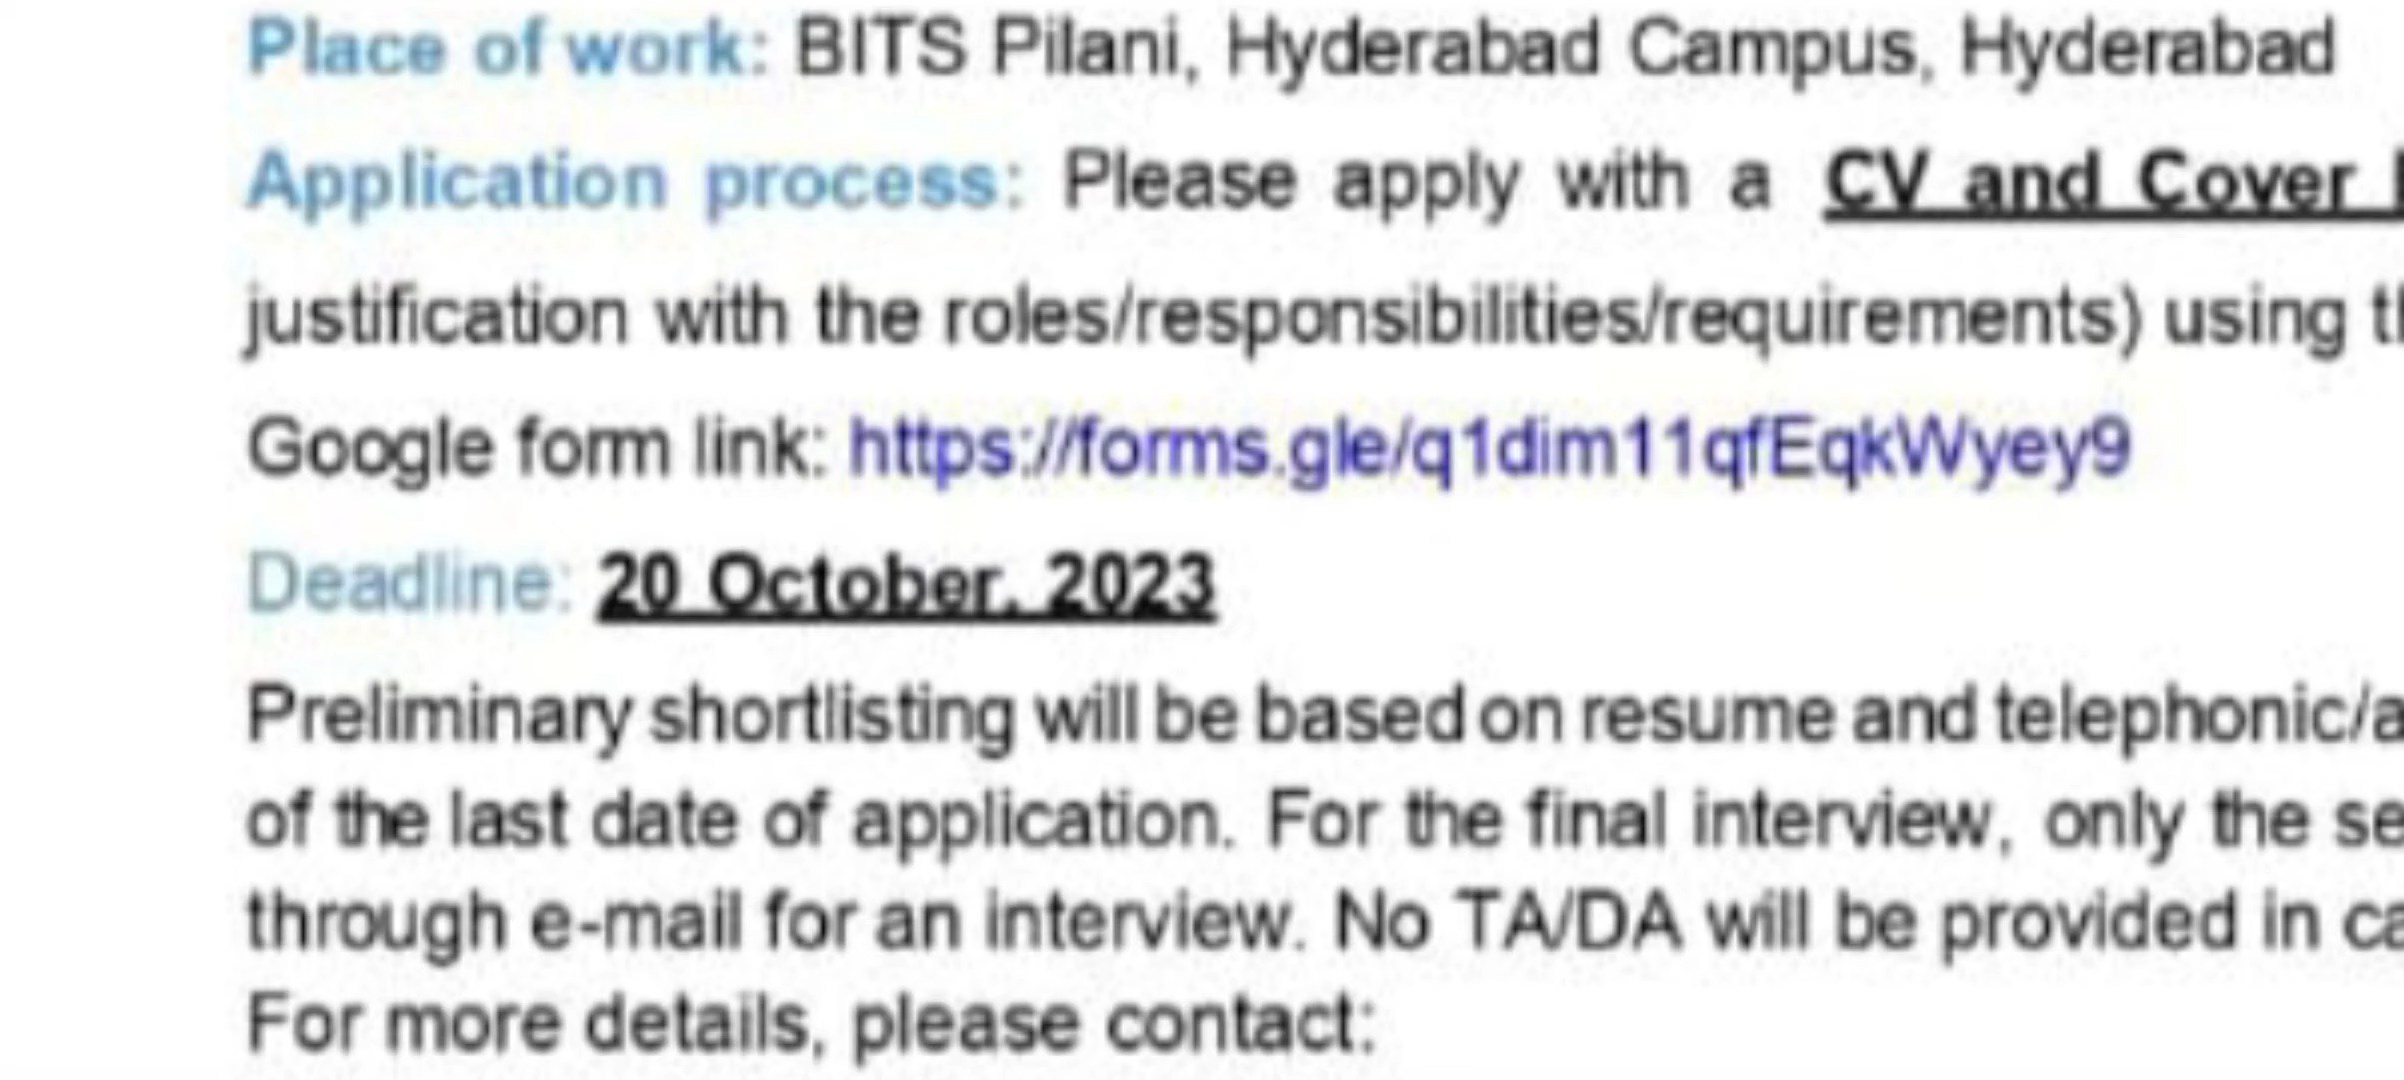 Place of work: BITS Pilani, Hyderabad Campus, Hyderabad
Application process: Please apply with a CV and Cover
justification with the roles/responsibilities/requirements) using
Google form link: https://forms.gle/q1dim11qfEqkWyey9
Deadline: 20 October, 2023
Preliminary shortlisting will be based on resume and telephonic/
of the last date of application. For the final interview, only the
through e-mail for an interview. No TA/DA will be provided in
For more details, please contact: